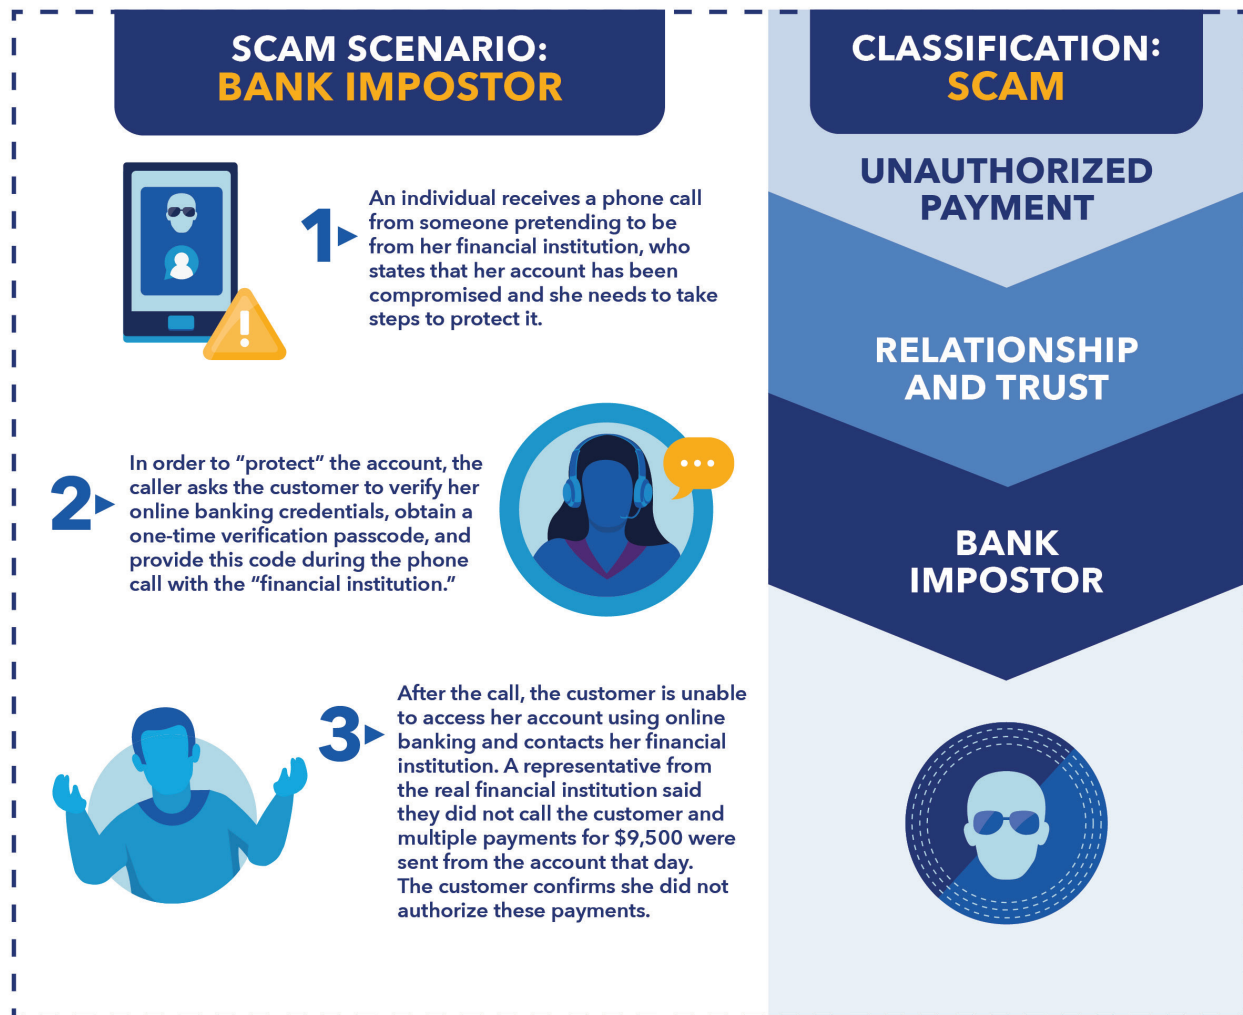 SCAM SCENARIO:
BANK IMPOSTOR
1
An individual receives a phone call
from someone pretending to be
from her financial institution, who
states that her account has been
compromised and she needs to take
steps to protect it.
2
In order to “protect” the account, the
caller asks the customer to verify her
online banking credentials, obtain a
one-time verification passcode, and
provide this code during the phone
call with the “financial institution.”
3
After the call, the customer is unable
to access her account using online
banking and contacts her financial
institution. A representative from
the real financial institution said
they did not call the customer and
multiple payments for $9,500 were
sent from the account that day.
The customer confirms she did not
authorize these payments.
CLASSIFICATION:
SCAM
UNAUTHORIZED
PAYMENT
RELATIONSHIP
AND TRUST
BANK
IMPOSTOR